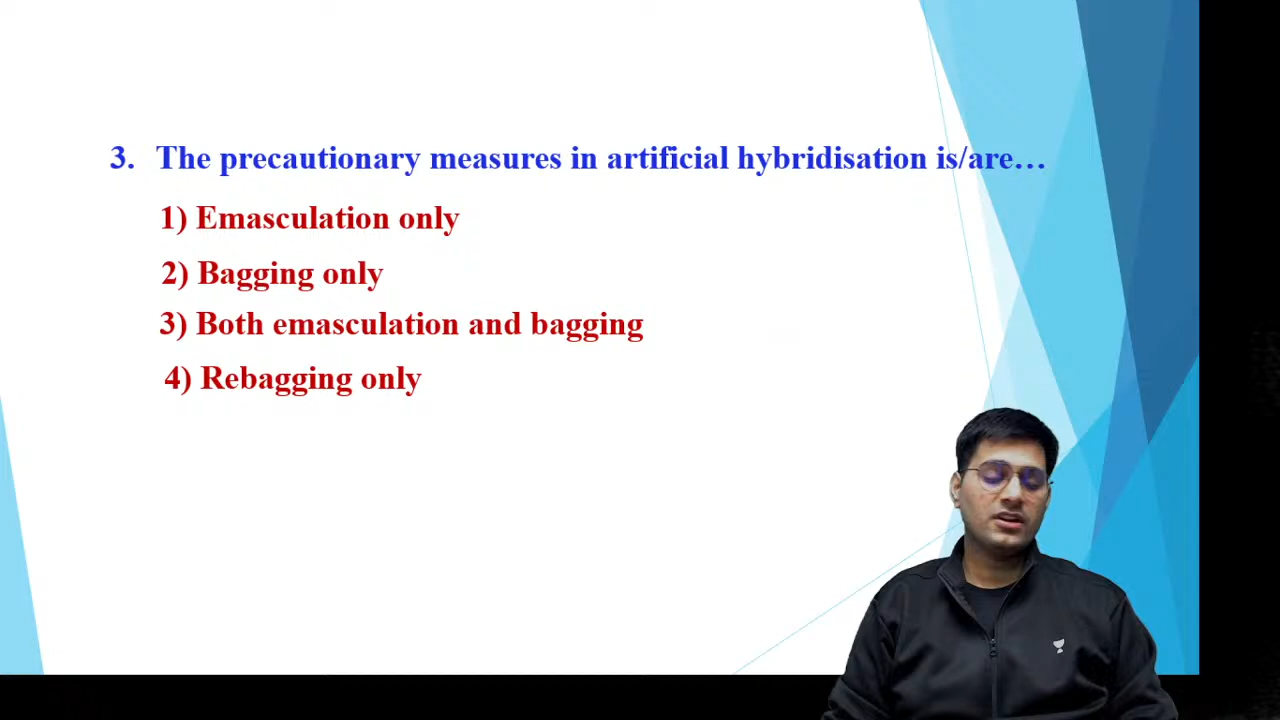 3. The precautionary measures in artificial hybridisation is/are…
1) Emasculation only
2) Bagging only
3) Both emasculation and bagging
4) Rebagging only